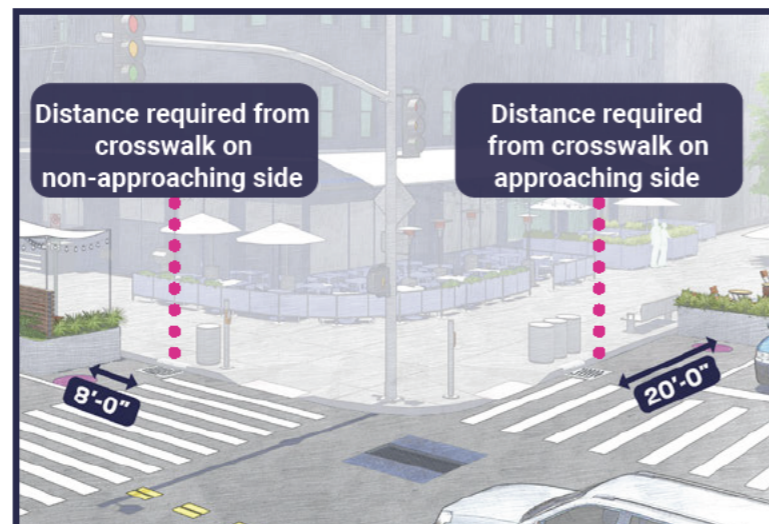 Distance required from
crosswalk on
non-approaching side
Distance required
from crosswalk on
approaching side
8'-0"
20'-0"